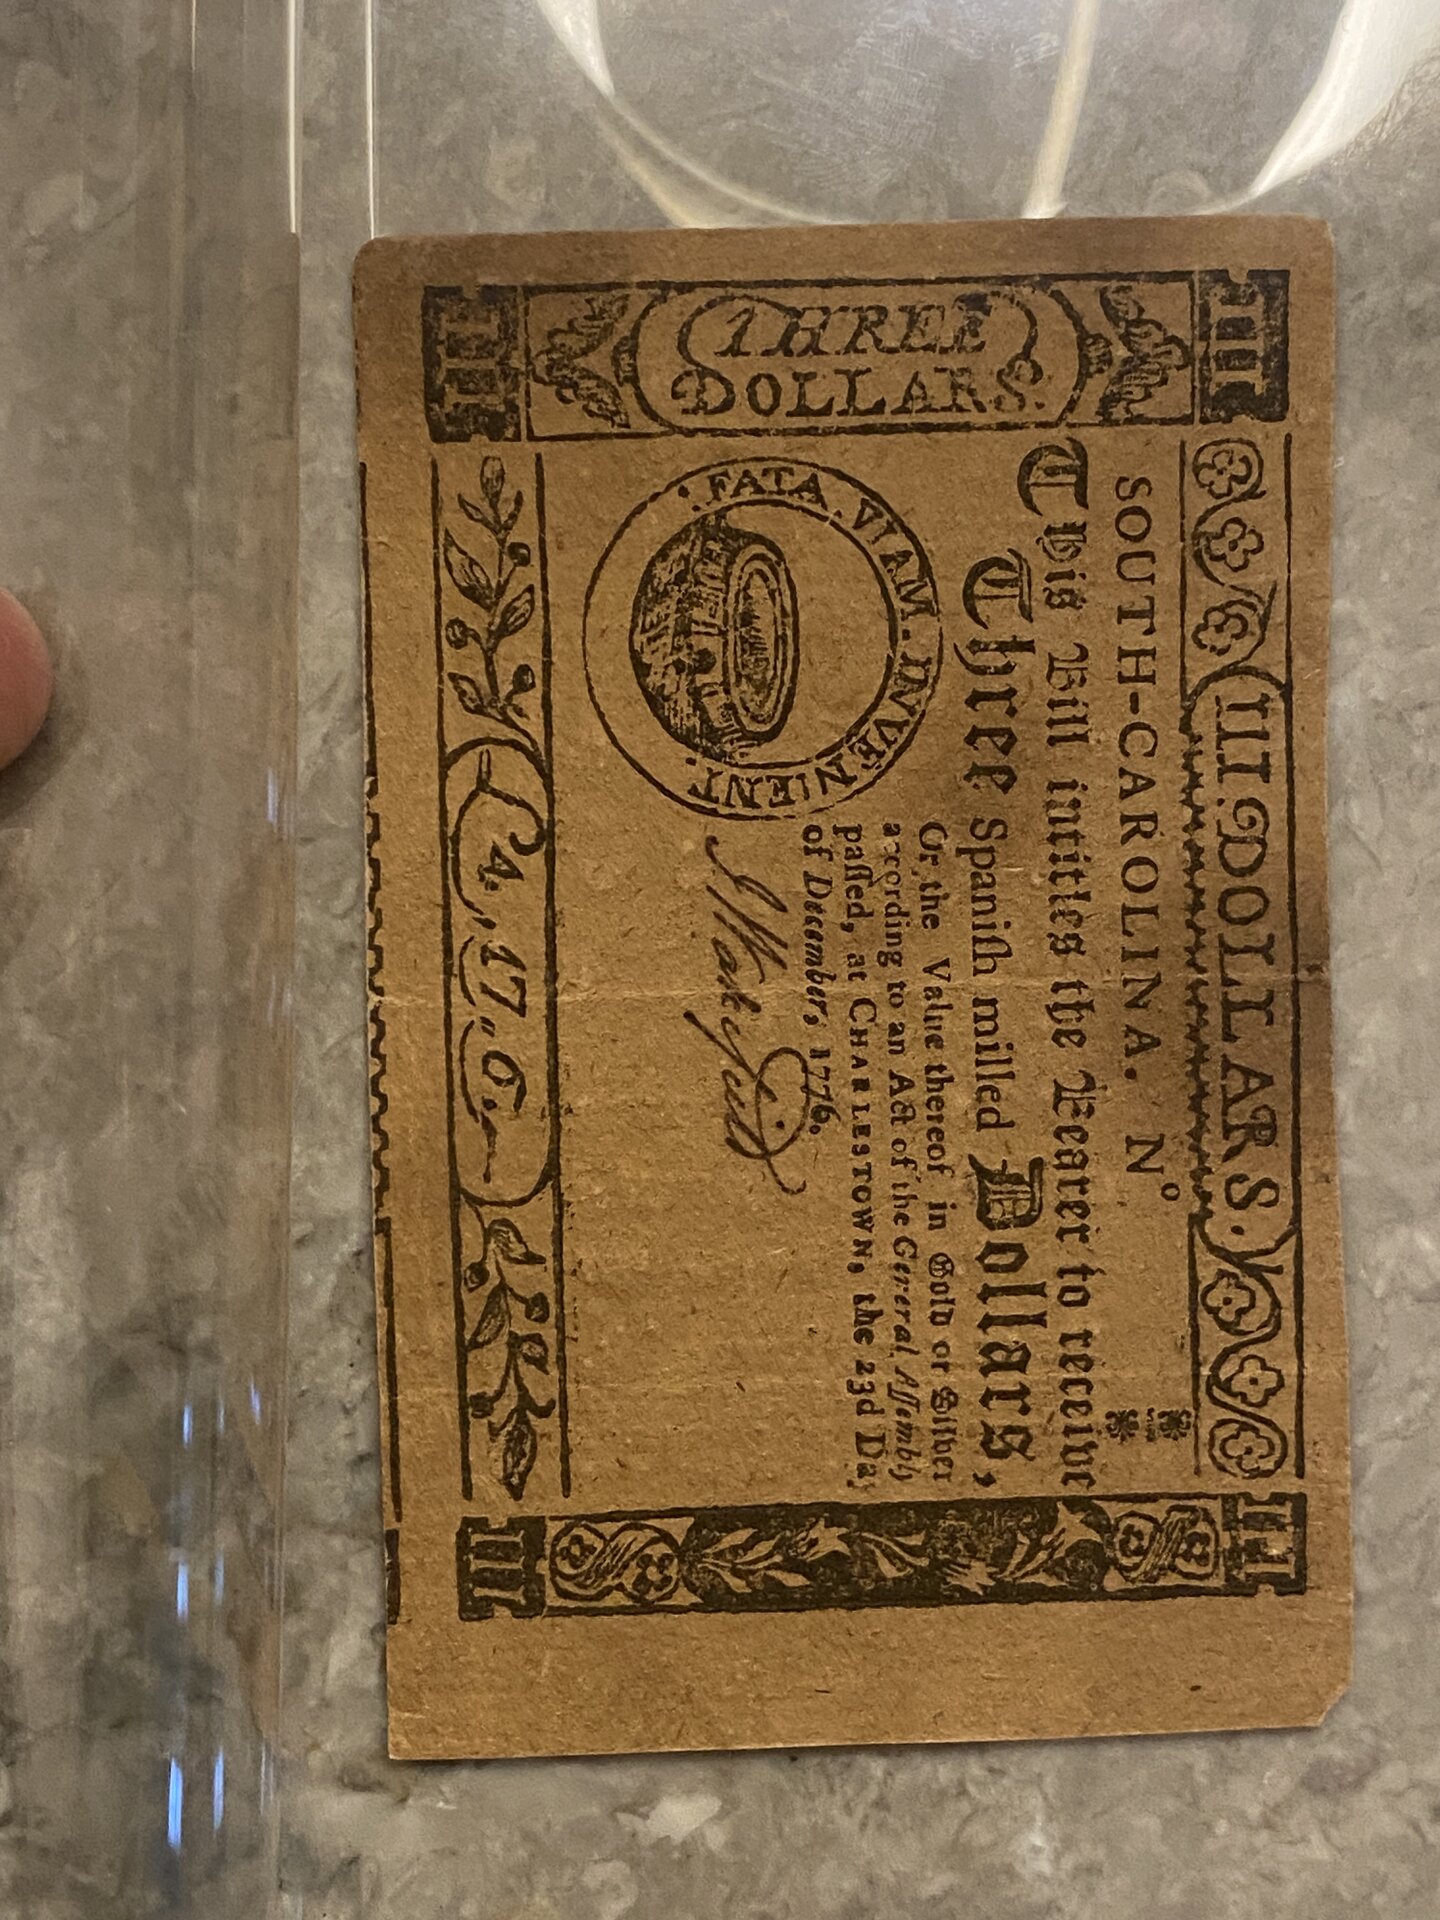 III DOLLARS.
SOUTH-CAROLINA. No
This Bill intitles the Bearer to receive
Three Spanish milled Dollars,
Or the Value thereof in Gold or Silver
according to an Act of the General Assembly
passed, at CHARLESTOWN, the 23d Day
of December, 1776.
THREE
DOLLARS.
FATA VIAM INVENIENT.
£4,,17,,6.
III
III
III
III